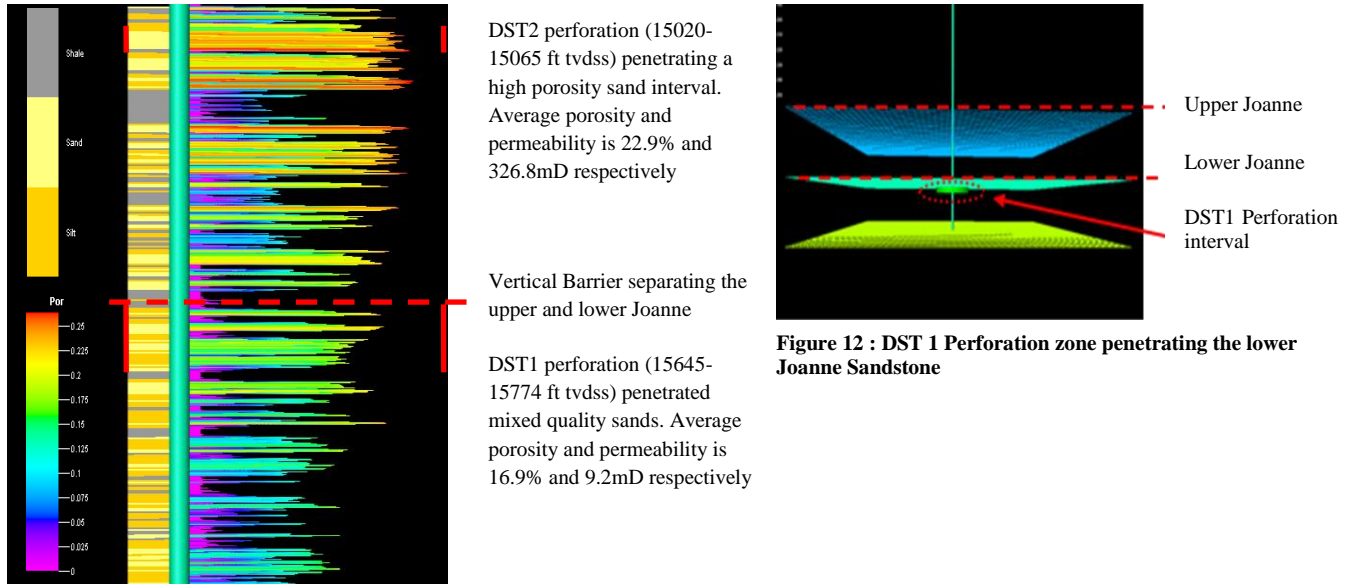 Shale
Sand
Silt
Por
0.25
0.2
0.175
0.15
0.125
0.1
0.075
0.05
0.025
0
DST2 perforation (15020-
15065 ft tvdss) penetrating a
high porosity sand interval.
Average porosity and
permeability is 22.9% and
326.8mD respectively
Vertical Barrier separating the
upper and lower Joanne
DST1 perforation (15645-
15774 ft tvdss) penetrated
mixed quality sands. Average
porosity and permeability is
16.9% and 9.2mD respectively
Upper Joanne
Lower Joanne
DST1 Perforation
interval
Figure 12 : DST 1 Perforation zone penetrating the lower
Joanne Sandstone